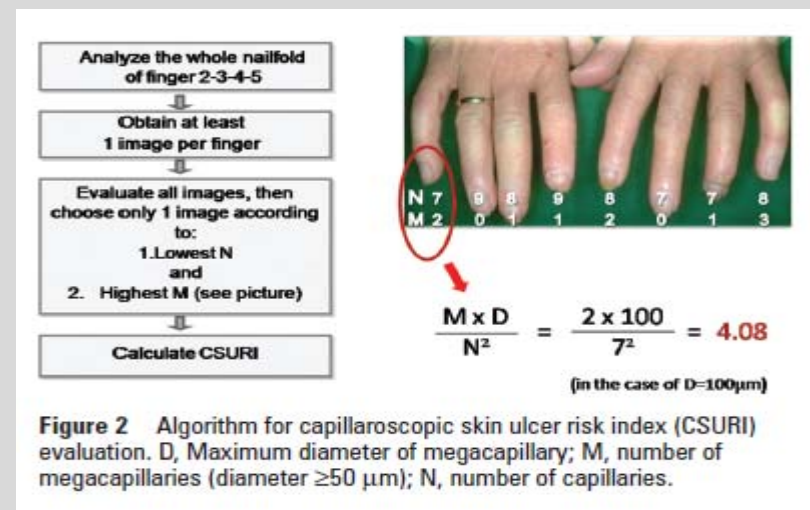 Analyze the whole nailfold
of finger 2-3-4-5
Obtain at least
1 image per finger
Evaluate all images, then
choose only 1 image according
to:
1.Lowest N
and
2. Highest M (see picture)
Calculate CSURI
N 7 9 8 9 8 7 7 8
M 2 0 1 1 2 0 1 3
M x D
N²
=
2 x 100
7²
= 4.08
(in the case of D=100µm)
Figure 2 Algorithm for capillaroscopic skin ulcer risk index (CSURI)
evaluation. D, Maximum diameter of megacapillary; M, number of
megacapillaries (diameter ≥50 µm); N, number of capillaries.